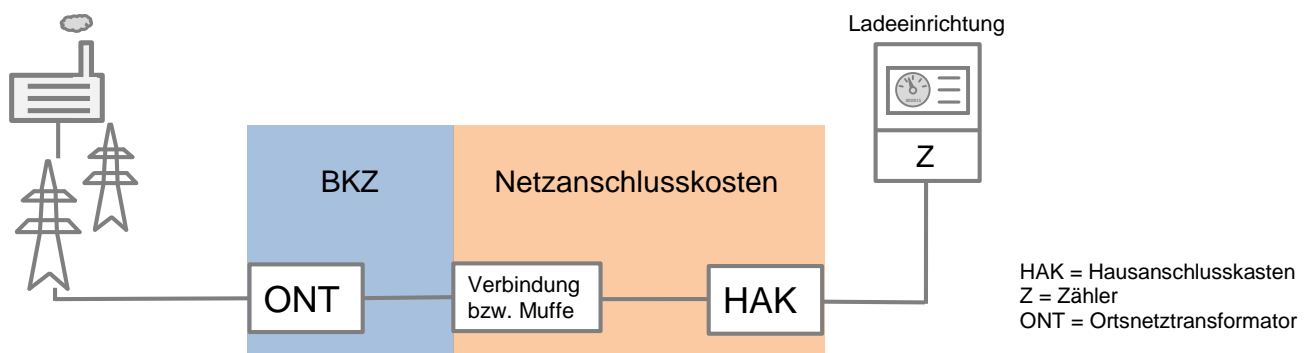 Ladeeinrichtung
Z
BKZ
Netzanschlusskosten
ONT
Verbindung
bzw. Muffe
HAK
HAK = Hausanschlusskasten
Z = Zähler
ONT = Ortsnetztransformator